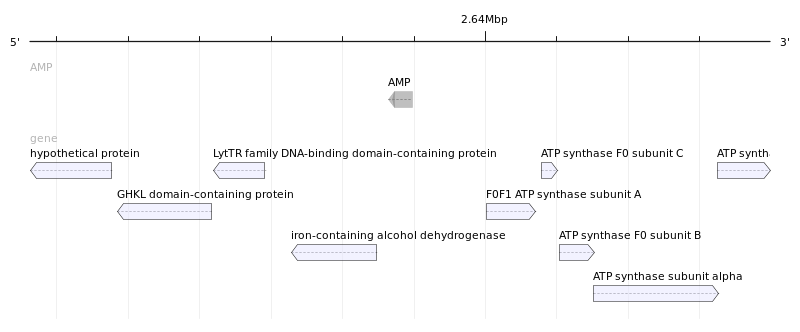 2.64Mbp
5' 3'
AMP
AMP
gene
hypothetical protein LytTR family DNA-binding domain-containing protein ATP synthase F0 subunit C ATP synth
GHKL domain-containing protein F0F1 ATP synthase subunit A
iron-containing alcohol dehydrogenase ATP synthase F0 subunit B
ATP synthase subunit alpha